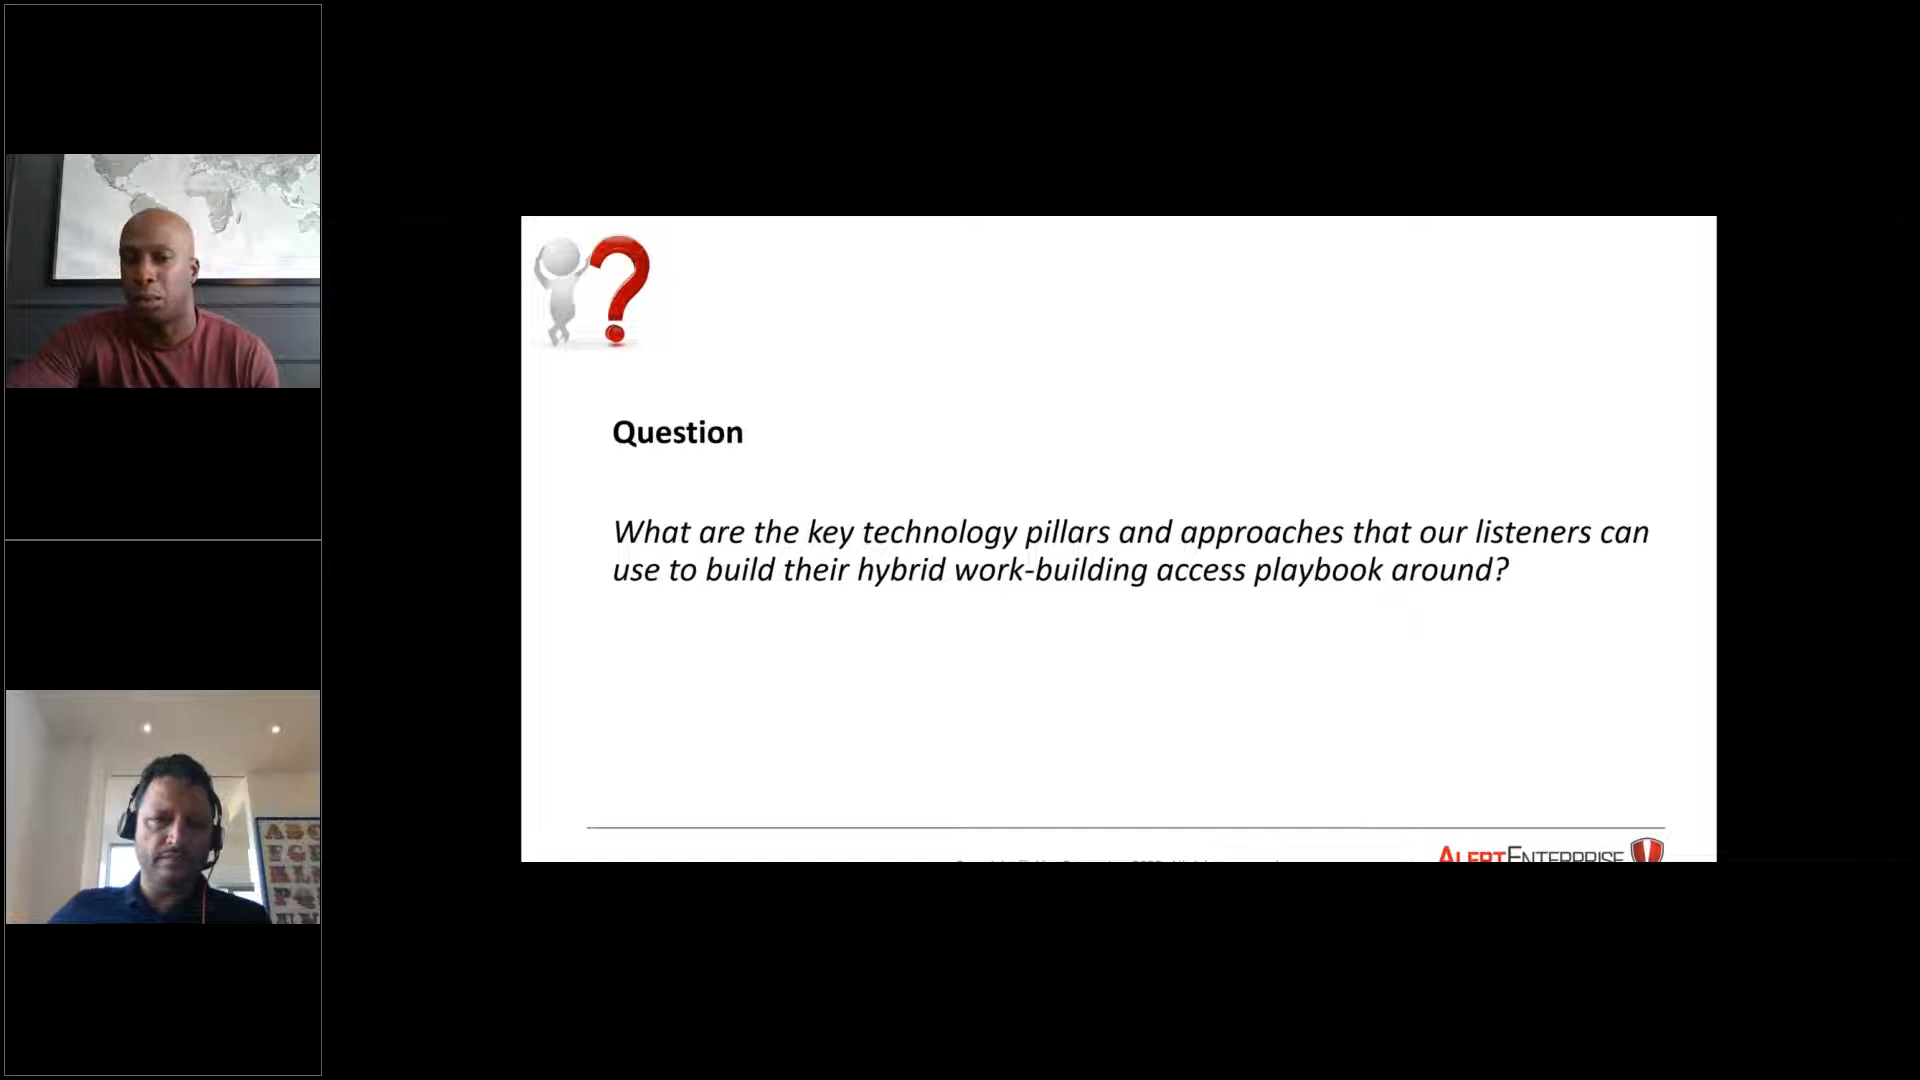 Question
What are the key technology pillars and approaches that our listeners can
use to build their hybrid work-building access playbook around?
ALERTENTERPRISE